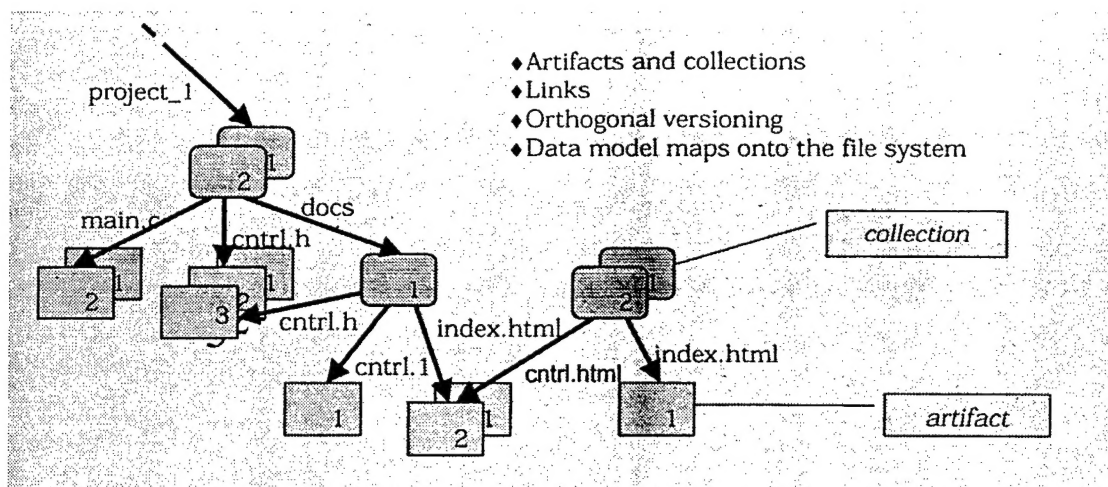 ♦Artifacts and collections
♦Links
♦Orthogonal versioning
♦Data model maps onto the file system
project_1
1
2
main.c
cntrl.h
docs
collection
1
2
1
2
3
1
1
2
cntrl.h
index.html
cntrl.1
cntrl.html
index.html
1
1
2
1
artifact